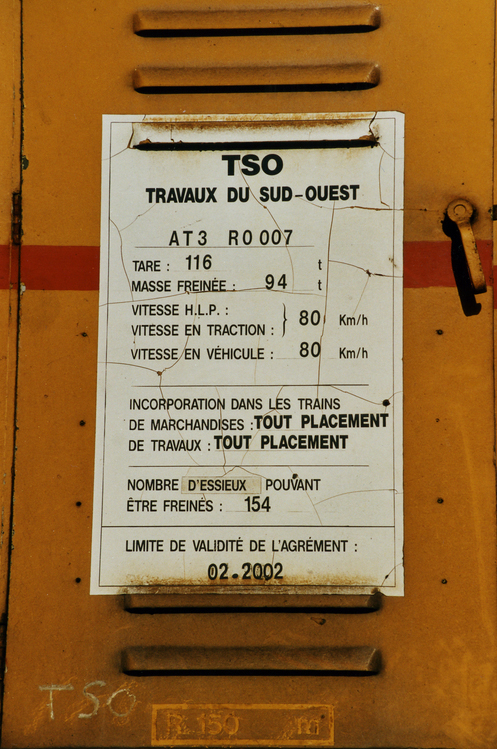 TSO
TRAVAUX DU SUD-OUEST
AT3 RO 007
TARE : 116 t
MASSE FREINÉE : 94 t
VITESSE H.L.P. :
VITESSE EN TRACTION : } 80 Km/h
VITESSE EN VÉHICULE : 80 Km/h
INCORPORATION DANS LES TRAINS
DE MARCHANDISES : TOUT PLACEMENT
DE TRAVAUX : TOUT PLACEMENT
NOMBRE D'ESSIEUX POUVANT
ÊTRE FREINÉS : 154
LIMITE DE VALIDITÉ DE L'AGRÉMENT :
02.2002
TSO
R 150 m